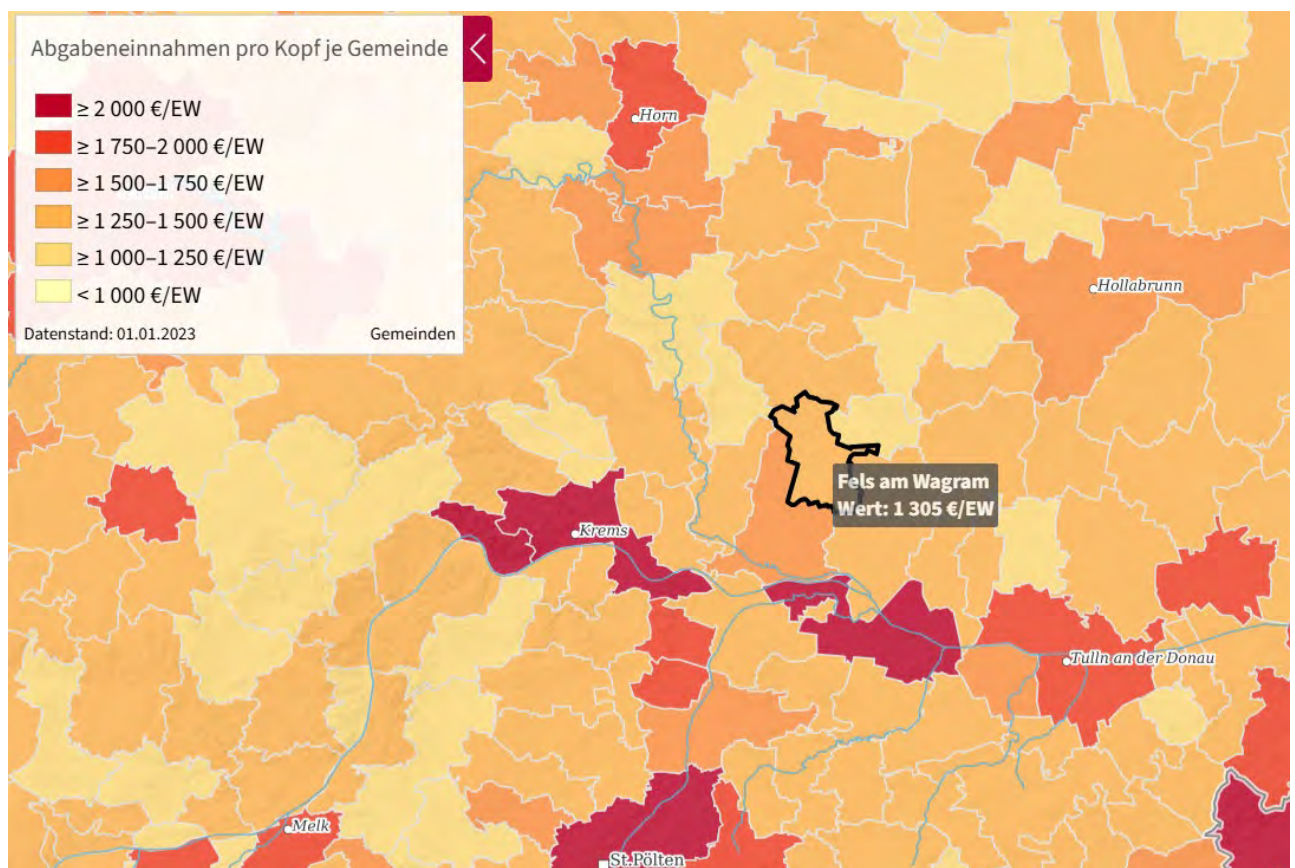 Abgabeneinnahmen pro Kopf je Gemeinde
≥ 2 000 €/EW
≥ 1 750–2 000 €/EW
≥ 1 500–1 750 €/EW
≥ 1 250–1 500 €/EW
≥ 1 000–1 250 €/EW
< 1 000 €/EW
Datenstand: 01.01.2023 Gemeinden
Horn
Hollabrunn
Fels am Wagram
Wert: 1 305 €/EW
Krems
Tulln an der Donau
Melk
St.Pölten